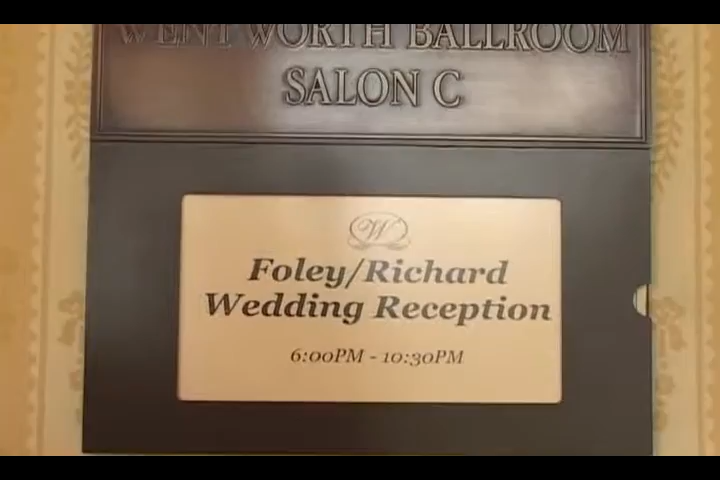 WENTWORTH BALLROOM
SALON C
W
Foley/Richard
Wedding Reception
6:00PM - 10:30PM